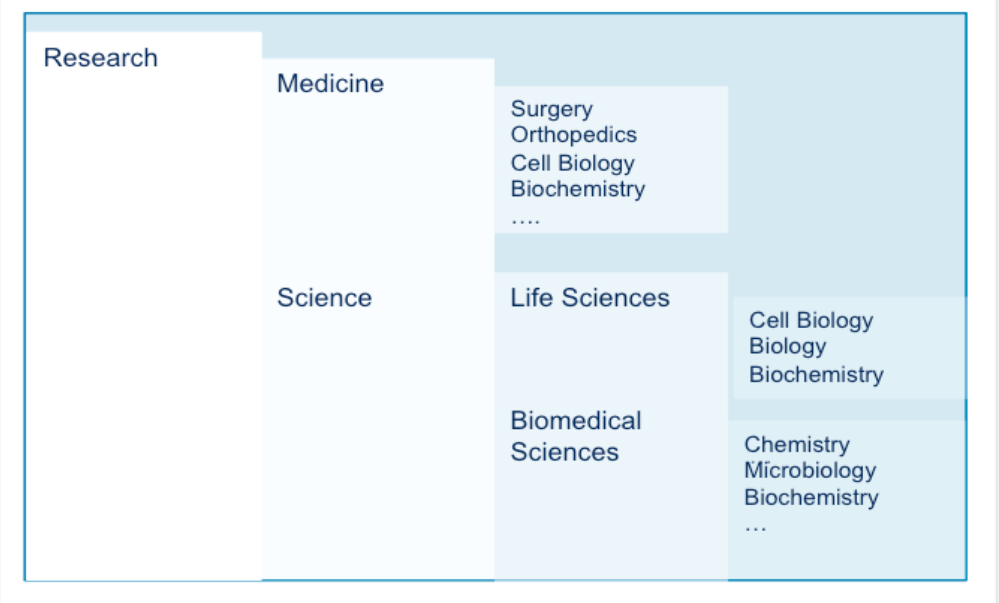 Research
Medicine
Surgery
Orthopedics
Cell Biology
Biochemistry
....
Science
Life Sciences
Cell Biology
Biology
Biochemistry
Biomedical
Sciences
Chemistry
Microbiology
Biochemistry
...